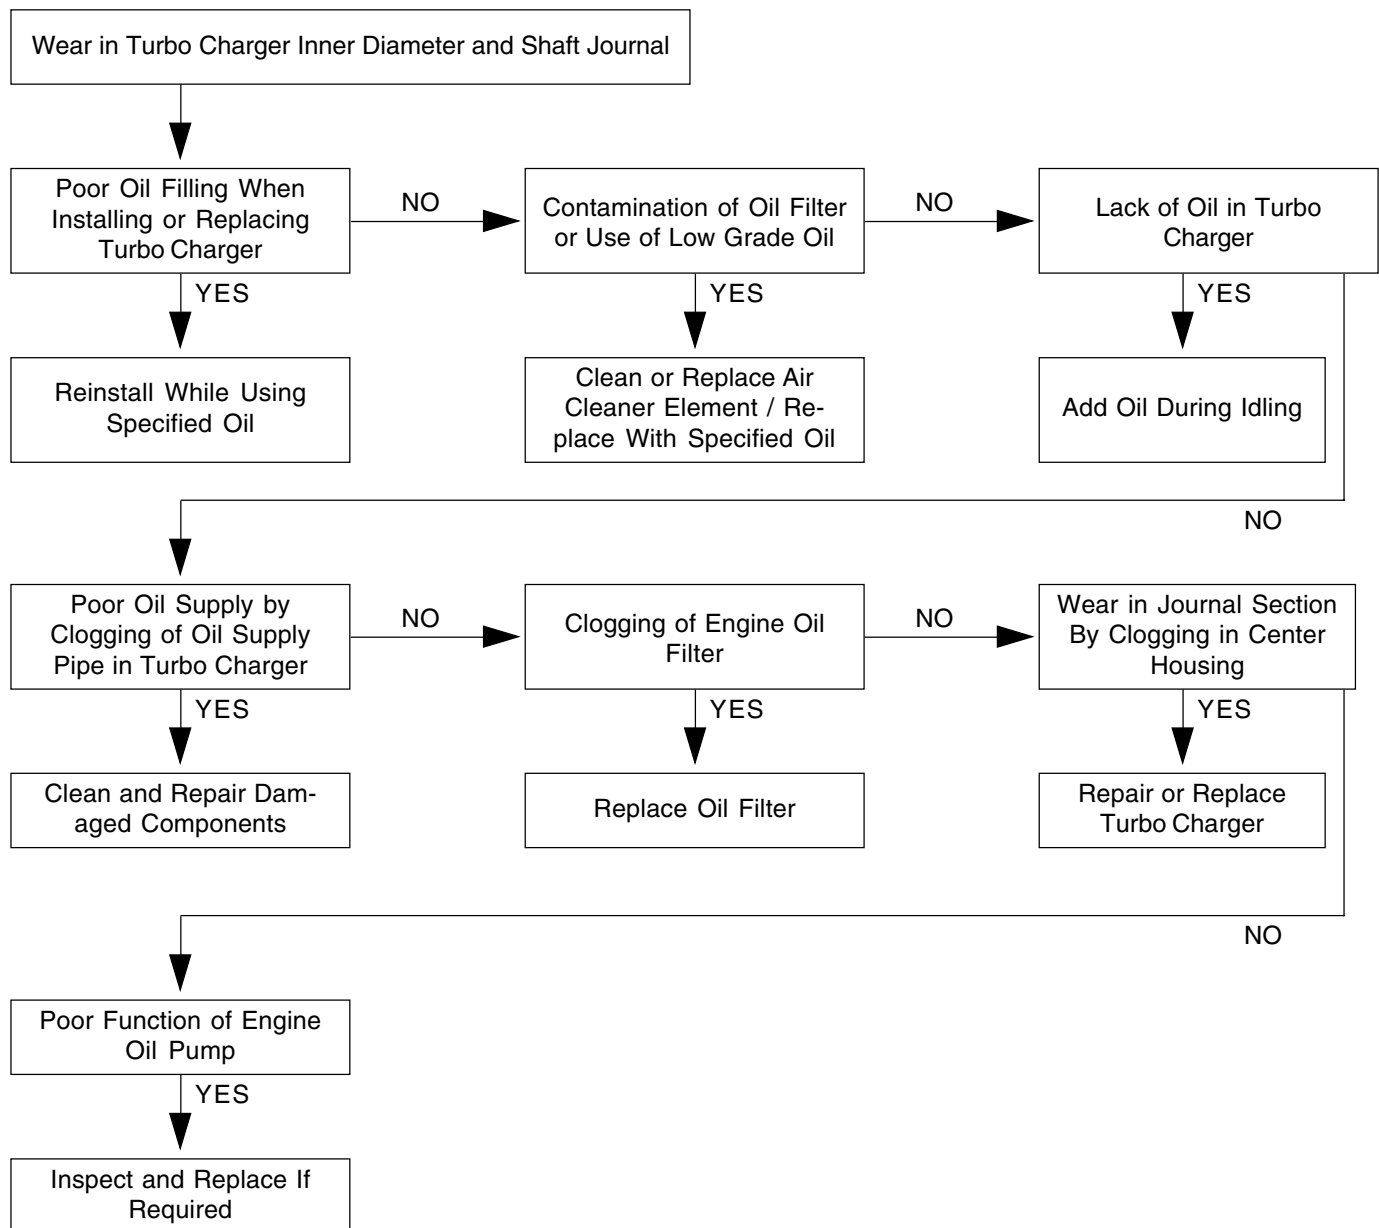 Wear in Turbo Charger Inner Diameter and Shaft Journal
Poor Oil Filling When
Installing or Replacing
Turbo Charger
NO
Contamination of Oil Filter
or Use of Low Grade Oil
NO
Lack of Oil in Turbo
Charger
YES
YES
YES
Reinstall While Using
Specified Oil
Clean or Replace Air
Cleaner Element / Re-
place With Specified Oil
Add Oil During Idling
NO
Poor Oil Supply by
Clogging of Oil Supply
Pipe in Turbo Charger
NO
Clogging of Engine Oil
Filter
NO
Wear in Journal Section
By Clogging in Center
Housing
YES
YES
YES
Clean and Repair Dam-
aged Components
Replace Oil Filter
Repair or Replace
Turbo Charger
NO
Poor Function of Engine
Oil Pump
YES
Inspect and Replace If
Required